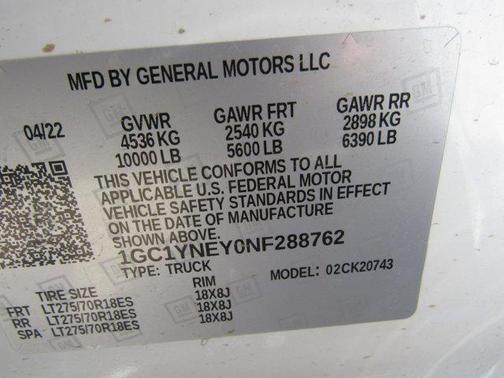 MFD BY GENERAL MOTORS LLC
04/22 GVWR GAWR FRT GAWR RR
4536 KG 2540 KG 2898 KG
10000 LB 5600 LB 6390 LB
THIS VEHICLE CONFORMS TO ALL
APPLICABLE U.S. FEDERAL MOTOR
VEHICLE SAFETY STANDARDS IN EFFECT
ON THE DATE OF MANUFACTURE
SHOWN ABOVE.
1GC1YNEY0NF288762
TYPE: TRUCK MODEL: 02CK20743
TIRE SIZE RIM
FRT LT275/70R18ES 18X8J
RR LT275/70R18ES 18X8J
SPA LT275/70R18ES 18X8J